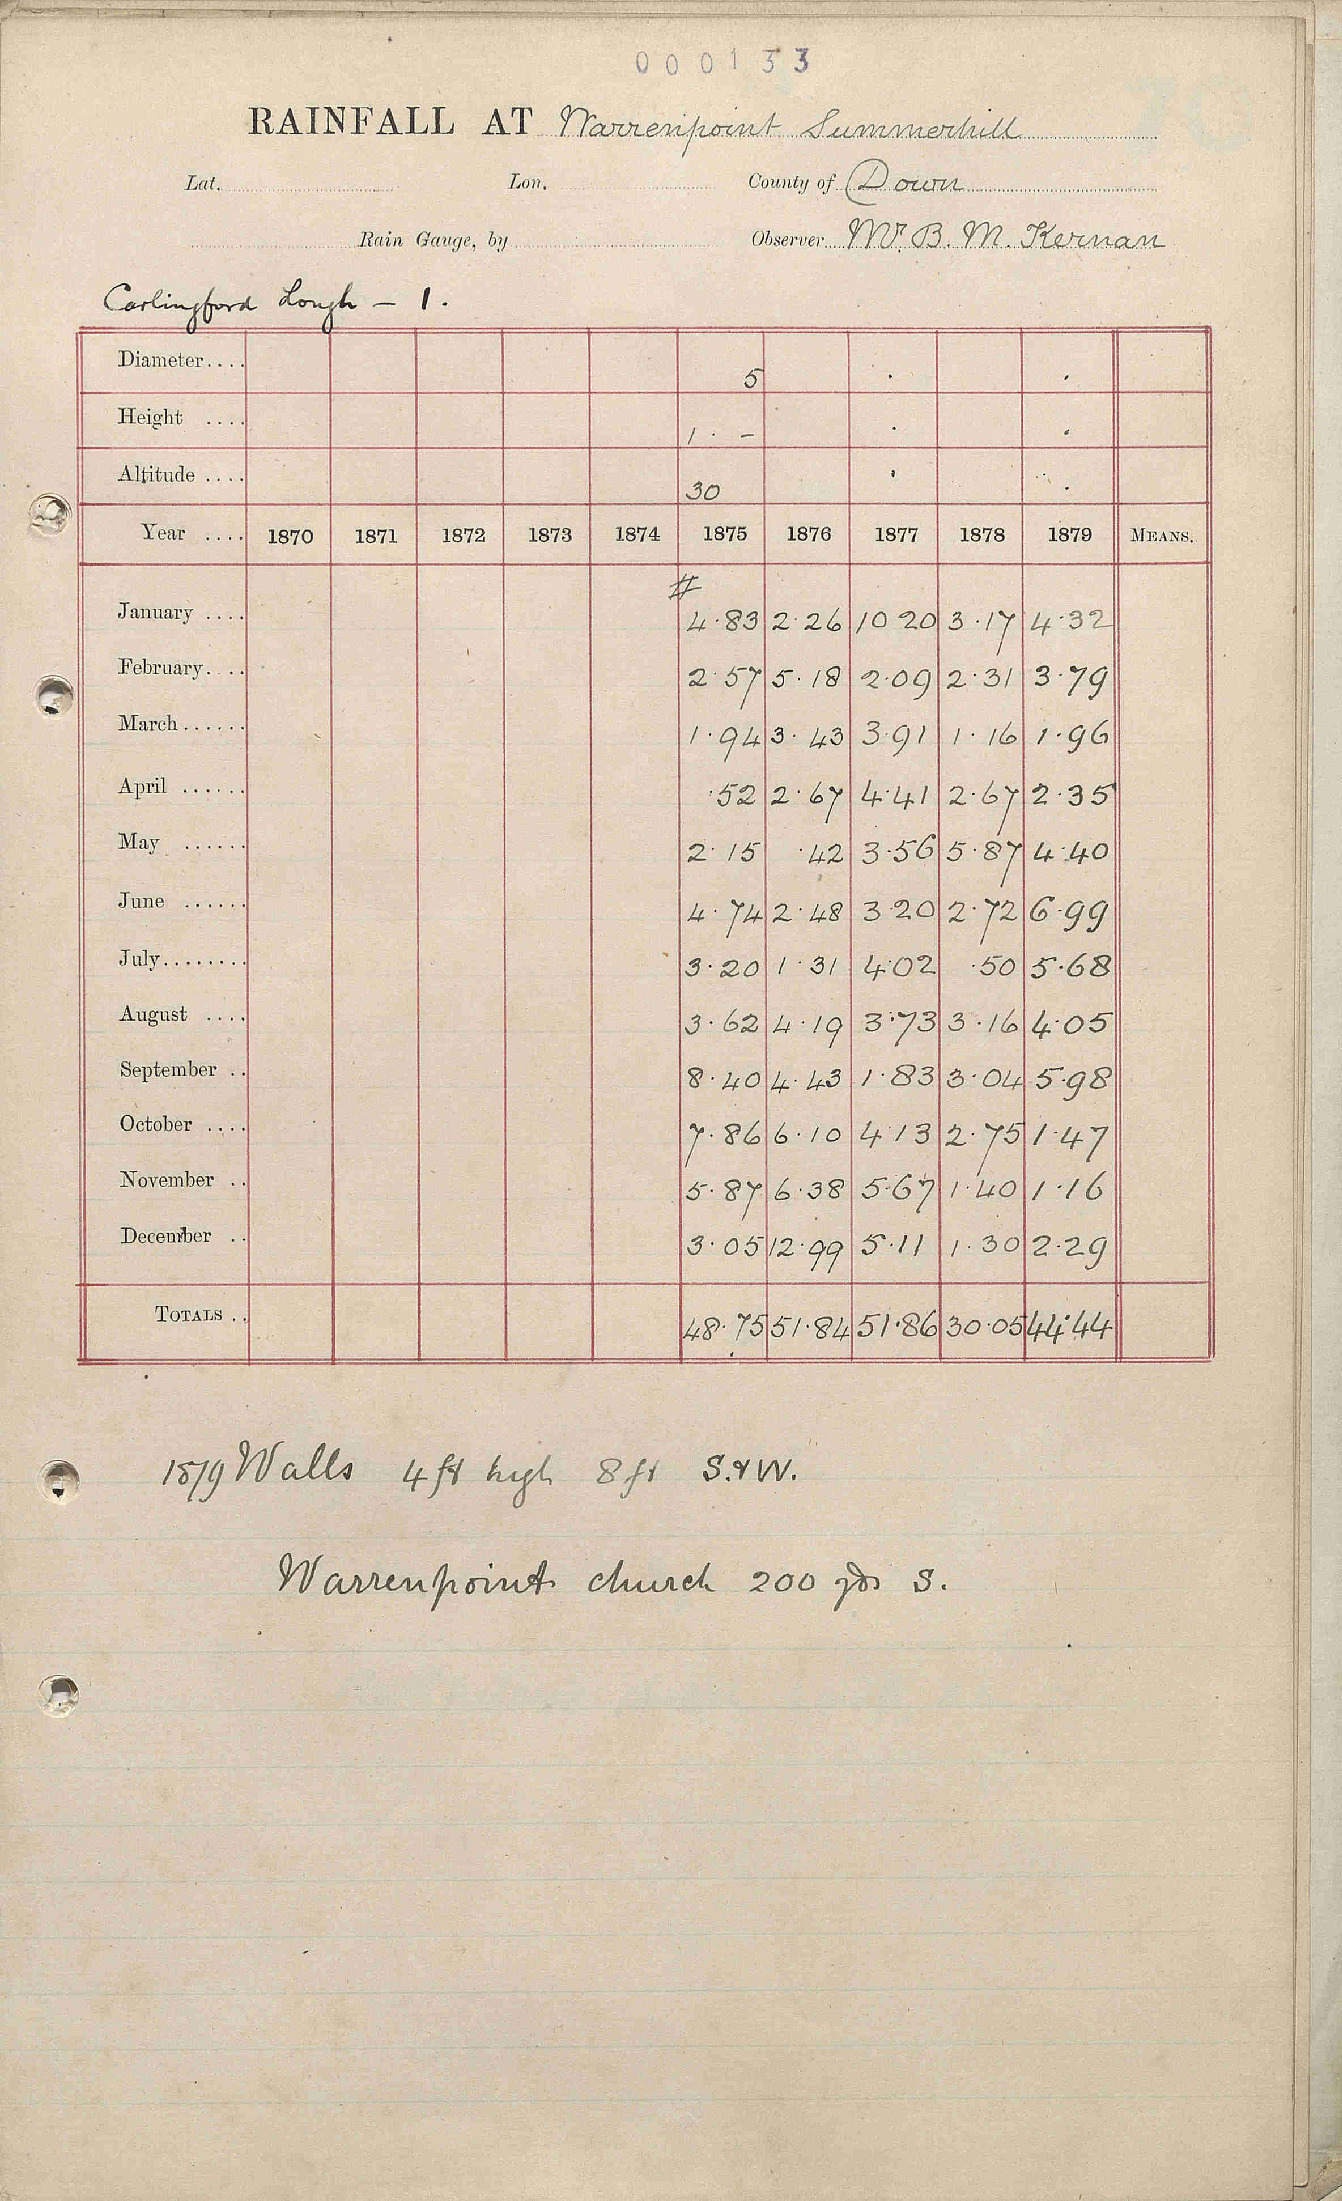 000133
RAINFALL AT Warrenpoint Summerhill
Lat. Lon. County of Down
Rain Gauge, by Observer Mr. B. M. Kernan
Carlingford Lough - 1.
Diameter.... 5
Height .... 1 . -
Altitude .... 30
Year .... 1870 1871 1872 1873 1874 1875 1876 1877 1878 1879 MEANS.
#
January .... 4.83 2.26 10 20 3.17 4.32
February.... 2.57 5.18 2.09 2.31 3.79
March...... 1.94 3.43 3.91 1.16 1.96
April ...... .52 2.67 4.41 2.67 2.35
May ...... 2.15 .42 3.56 5.87 4.40
June ...... 4.74 2.48 3.20 2.72 6.99
July........ 3.20 1.31 4.02 .50 5.68
August .... 3.62 4.19 3.73 3.16 4.05
September .. 8.40 4.43 1.83 3.04 5.98
October .... 7.86 6.10 4.13 2.75 1.47
November .. 5.87 6.38 5.67 1.40 1.16
December .. 3.05 12.99 5.11 1.30 2.29
TOTALS .. 48.75 51.84 51.86 30.05 44.44
1879 Walls 4 ft high 8 ft S. & W.
Warrenpoint church 200 yds S.